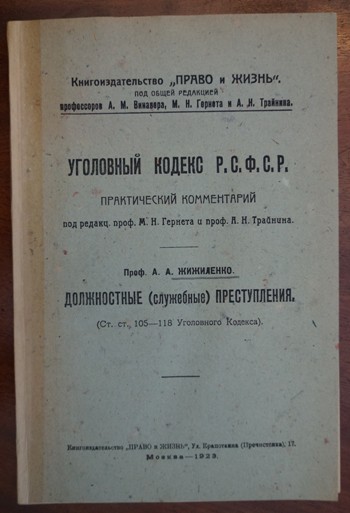 Книгоиздательство „ПРАВО и ЖИЗНЬ“.
под общей редакцией
профессоров А. М. Винавера, М. Н. Гернета и А. Н. Трайнина.
УГОЛОВНЫЙ КОДЕКС Р.С.Ф.С.Р.
ПРАКТИЧЕСКИЙ КОММЕНТАРИЙ
под редакц. проф. М. Н. Гернета и проф. А. Н. Трайнина.
Проф. А. А. ЖИЖИЛЕНКО.
ДОЛЖНОСТНЫЕ (служебные) ПРЕСТУПЛЕНИЯ.
(Ст. ст. 105—118 Уголовного Кодекса).
Книгоиздательство „ПРАВО и ЖИЗНЬ“, Ул. Кропоткина (Пречистенка), 17.
Москва—1923.